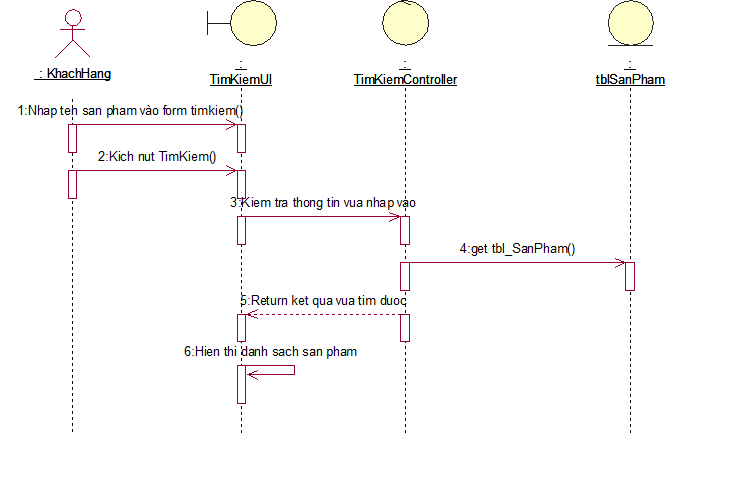 : KhachHang
:
TimKiemUI
:
TimKiemController
:
tblSanPham
1:Nhap teh san pham vào form timkiem()
2:Kich nut TimKiem()
3:Kiem tra thong tin vua nhap vào
4:get tbl_SanPham()
5:Return ket qua vua tim duoc
6:Hien thi danh sach san pham